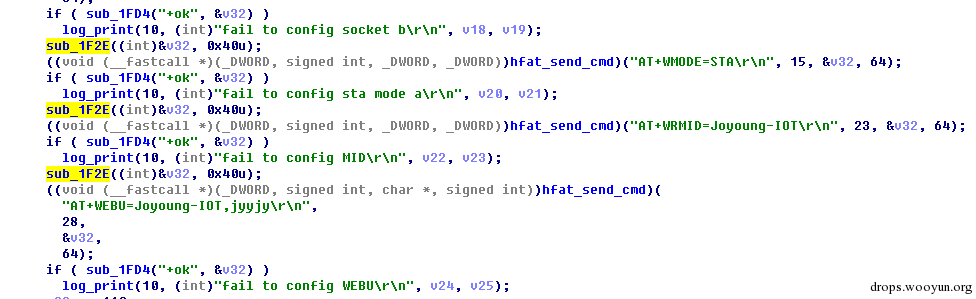 if ( sub_1FD4("+ok", &v32) )
log_print(10, (int)"fail to config socket b\r\n", v18, v19);
sub_1F2E((int)&v32, 0x40u);
((void (__fastcall *)(_DWORD, signed int, _DWORD, _DWORD))hfat_send_cmd)("AT+WMODE=STA\r\n", 15, &v32, 64);
if ( sub_1FD4("+ok", &v32) )
log_print(10, (int)"fail to config sta mode a\r\n", v20, v21);
sub_1F2E((int)&v32, 0x40u);
((void (__fastcall *)(_DWORD, signed int, _DWORD, _DWORD))hfat_send_cmd)("AT+WRMID=Joyoung-IOT\r\n", 23, &v32, 64);
if ( sub_1FD4("+ok", &v32) )
log_print(10, (int)"fail to config MID\r\n", v22, v23);
sub_1F2E((int)&v32, 0x40u);
((void (__fastcall *)(_DWORD, signed int, char *, signed int))hfat_send_cmd)(
"AT+WEBU=Joyoung-IOT,jyyjy\r\n",
28,
&v32,
64);
if ( sub_1FD4("+ok", &v32) )
log_print(10, (int)"fail to config WEBU\r\n", v24, v25);
drops.wooyun.org